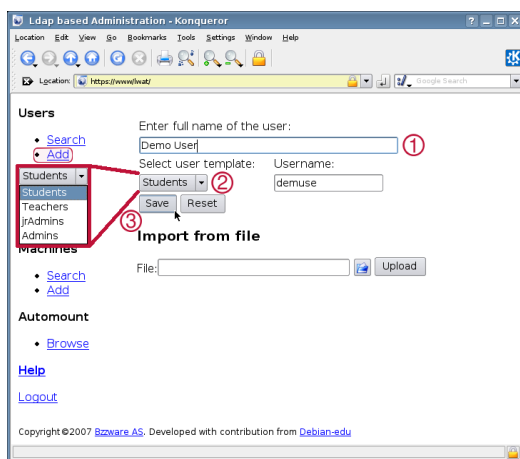 Ldap based Administration - Konqueror
Location Edit View Go Bookmarks Tools Settings Window Help
Location: https://www/lwat/ Google Search
Users
Search
Add
Students
Students
Teachers
jrAdmins
Admins
Machines
Search
Add
Automount
Browse
Help
Logout
Enter full name of the user:
Demo User
1
Select user template: Username:
Students 2 demuse
3 Save Reset
Import from file
File: Upload
Copyright©2007 Bzzware AS. Developed with contribution from Debian-edu